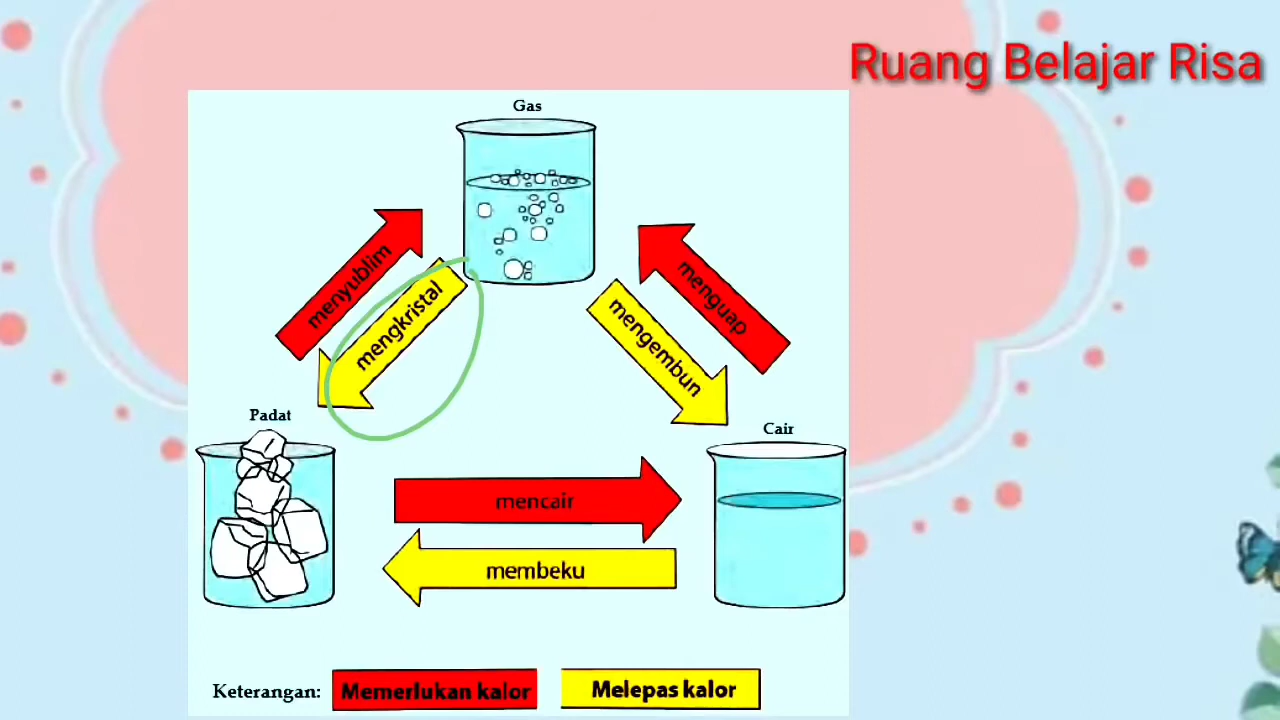 Ruang Belajar Risa
Gas
menyublim
mengkristal
menguap
mengembun
Padat
Cair
mencair
membeku
Keterangan: Memerlukan kalor Melepas kalor